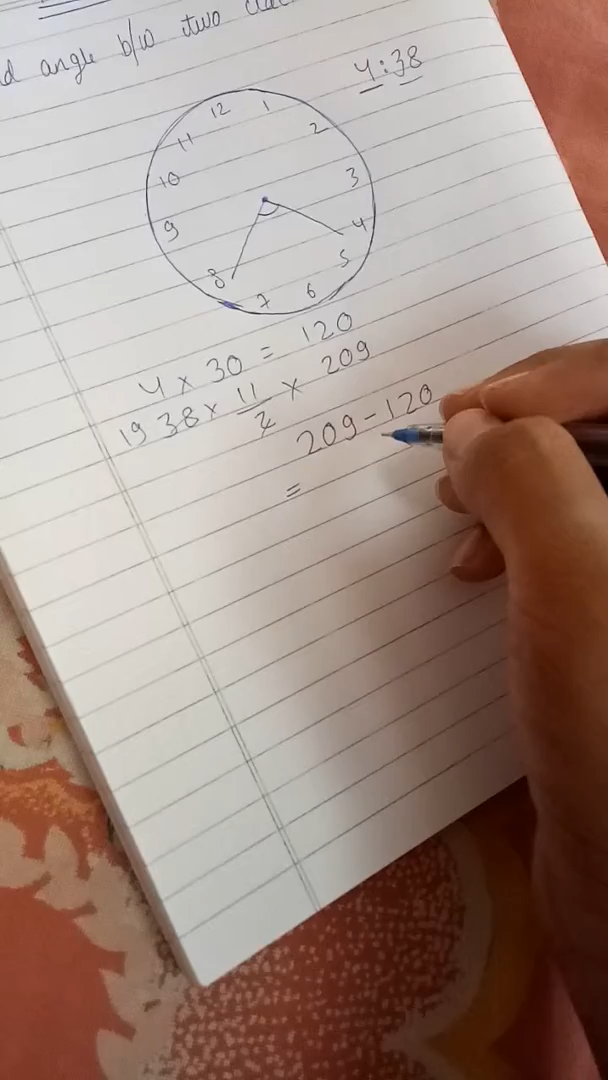 angle b/w two
4:38
12 1
11 2
10 3
9 4
8 5
7 6
4 × 30 = 120
19 38 × 11/2 × 209
209 - 120
=